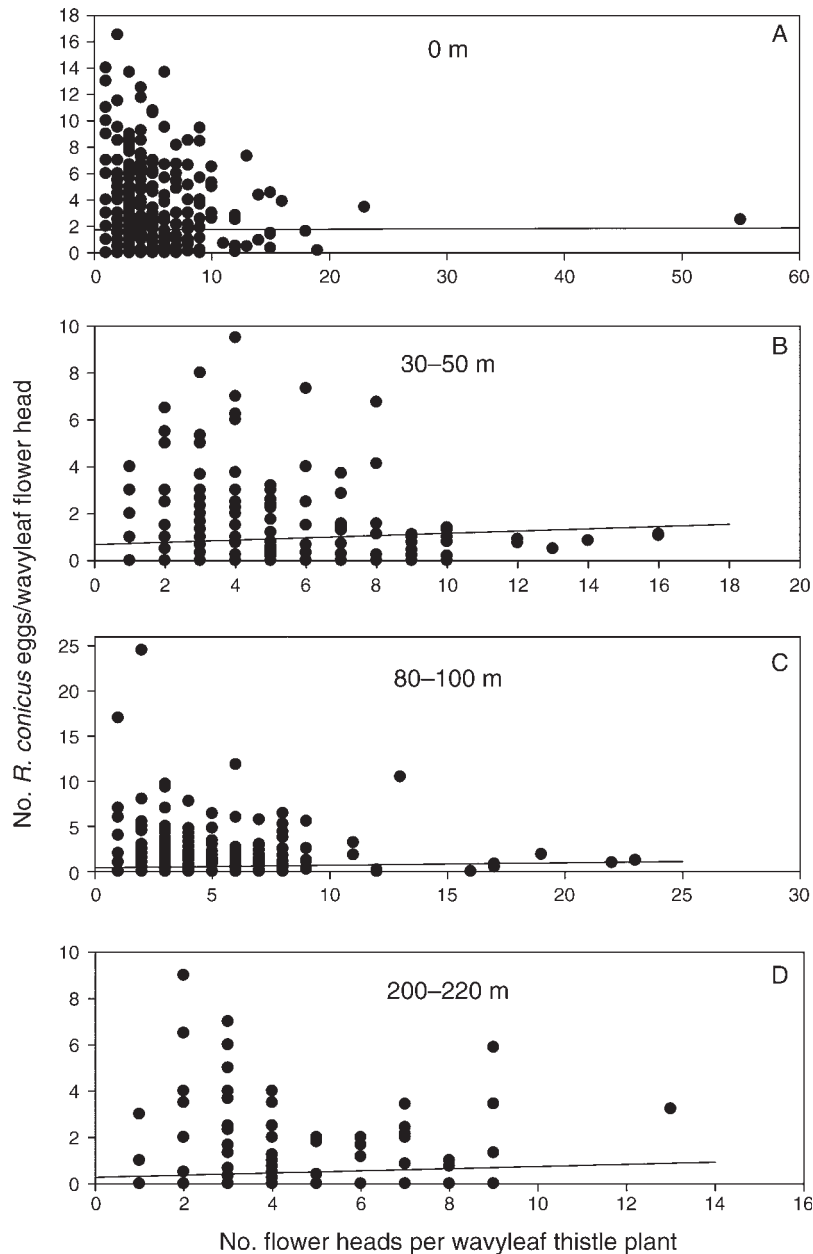 No. R. conicus eggs/wavyleaf flower head
A
0 m
18
16
14
12
10
8
6
4
2
0
0 10 20 30 40 50 60
B
30–50 m
10
8
6
4
2
0
0 2 4 6 8 10 12 14 16 18 20
C
80–100 m
25
20
15
10
5
0
0 5 10 15 20 25 30
D
200–220 m
10
8
6
4
2
0
0 2 4 6 8 10 12 14 16
No. flower heads per wavyleaf thistle plant